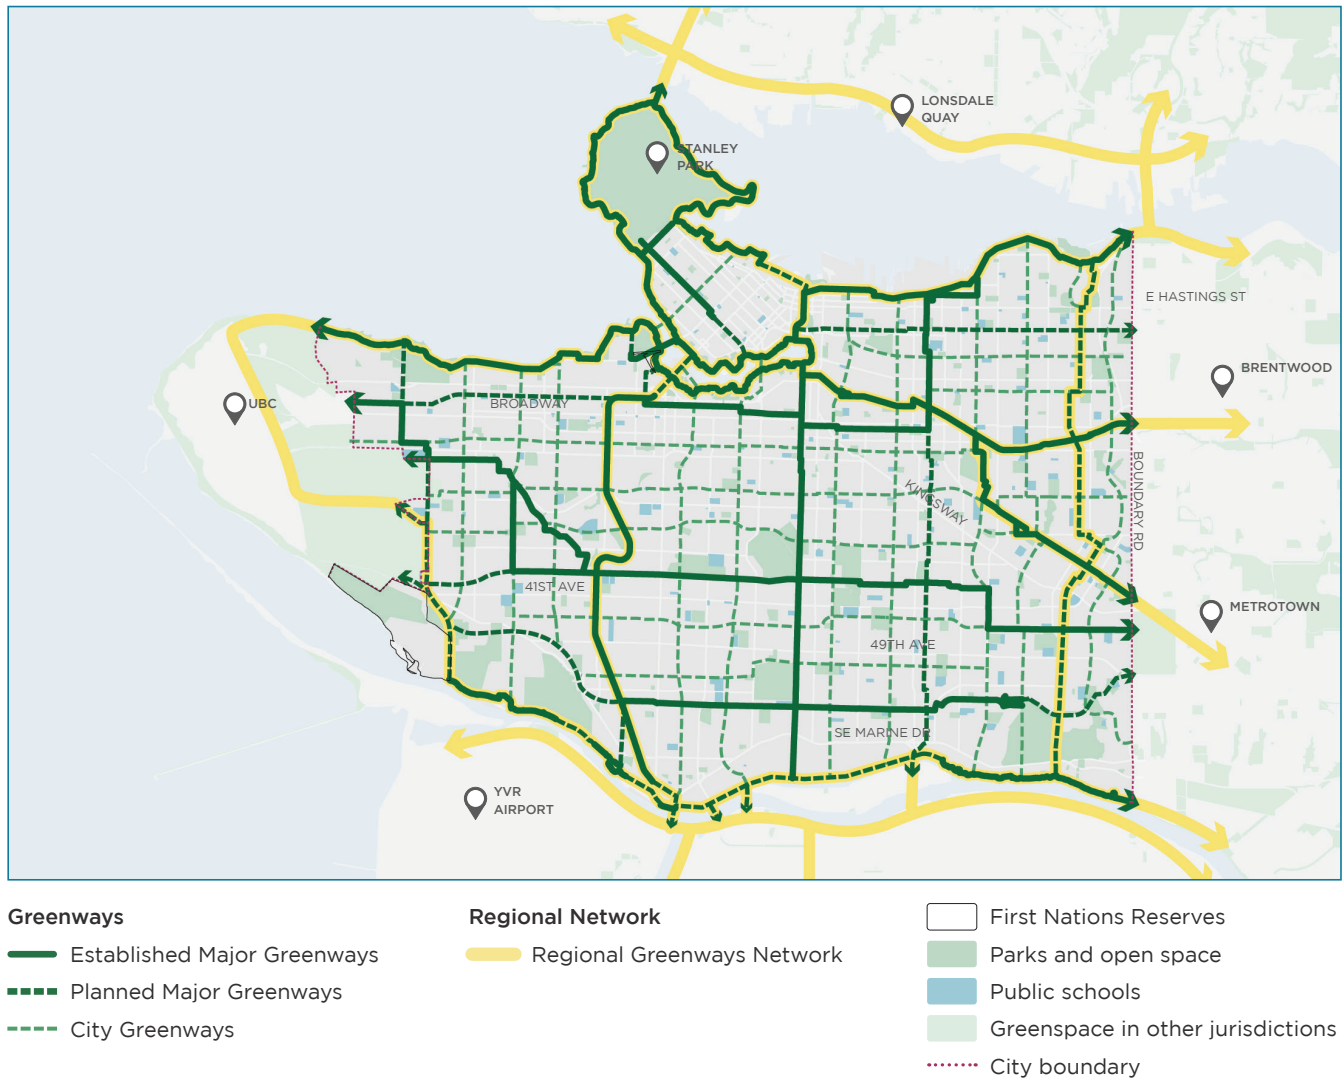 LONSDALE
QUAY
STANLEY
PARK
E HASTINGS ST
BRENTWOOD
UBC
BROADWAY
BOUNDARY RD
KINGSWAY
41ST AVE
METROTOWN
49TH AVE
SE MARINE DR
YVR
AIRPORT
Greenways
Established Major Greenways
Planned Major Greenways
City Greenways
Regional Network
Regional Greenways Network
First Nations Reserves
Parks and open space
Public schools
Greenspace in other jurisdictions
City boundary